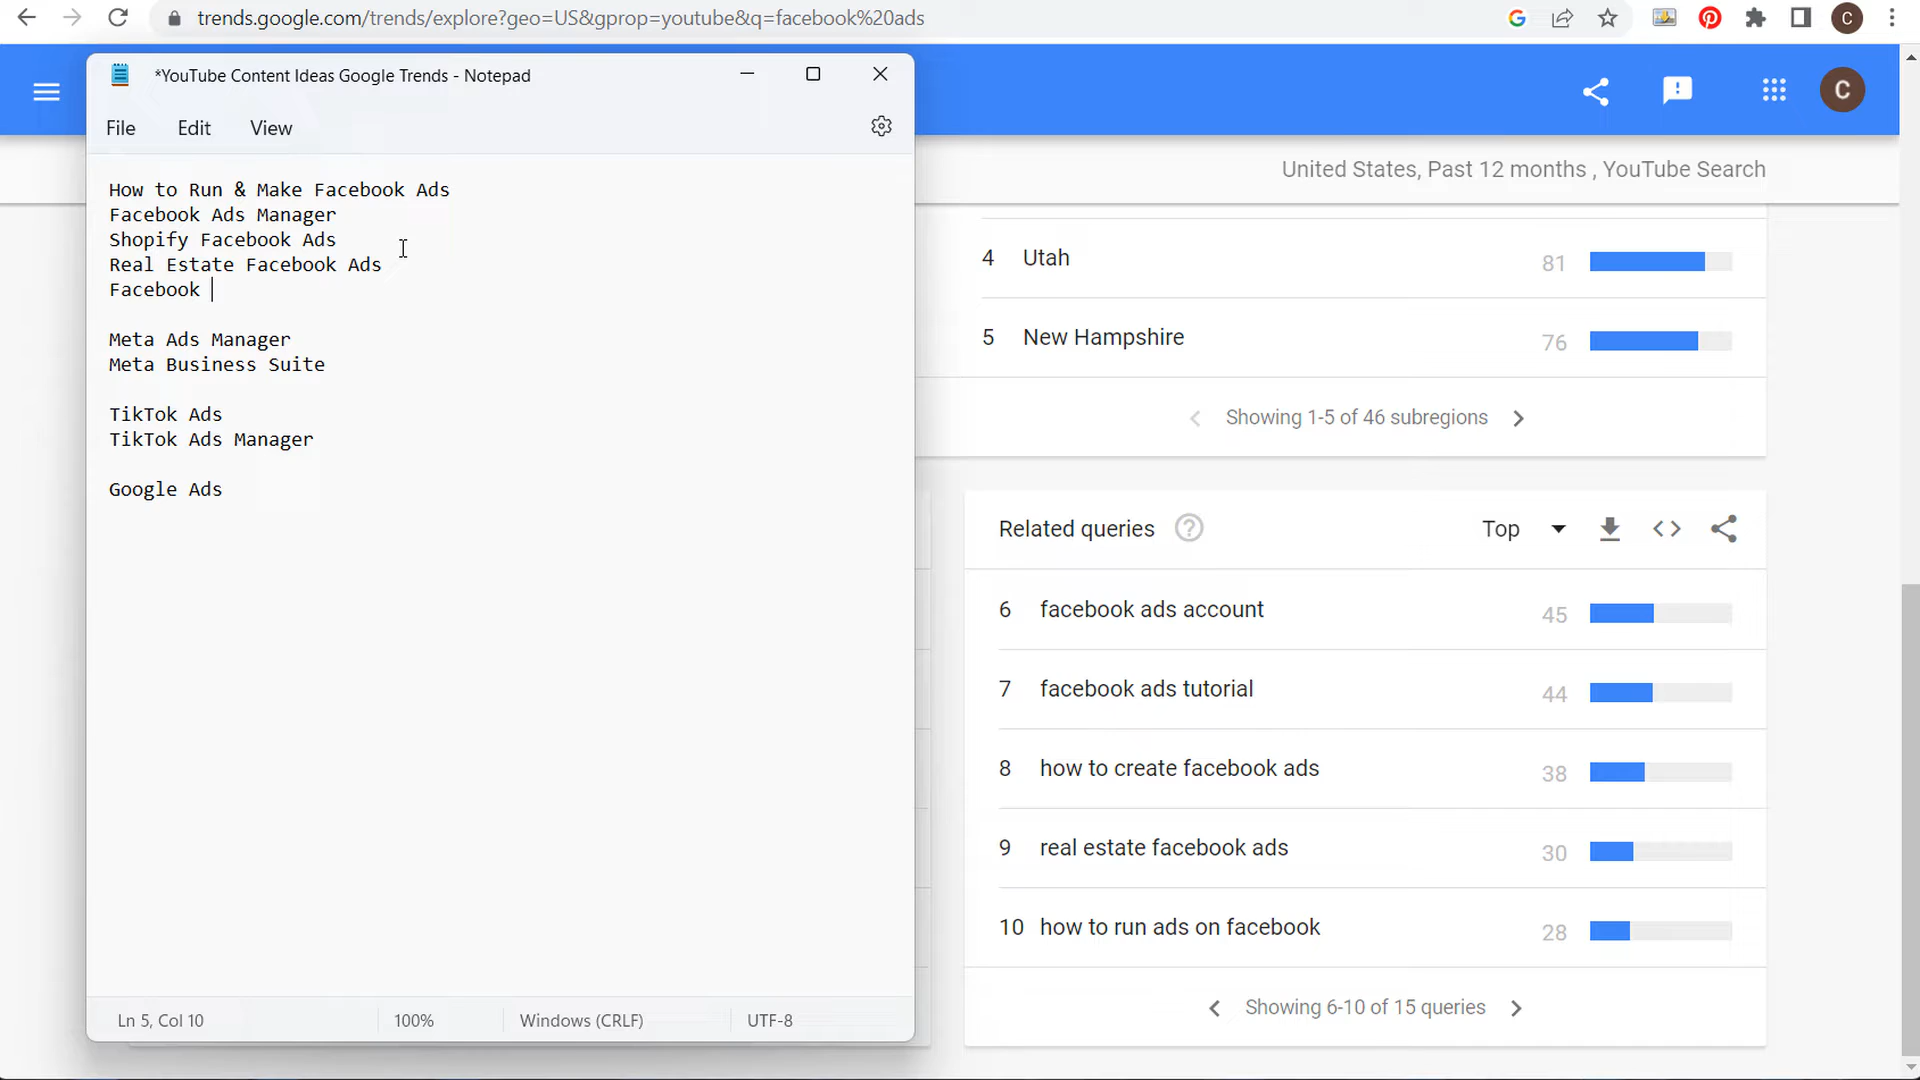 trends.google.com/trends/explore?geo=US&gprop=youtube&q=facebook%20ads
C
*YouTube Content Ideas Google Trends - Notepad
File Edit View
C
How to Run & Make Facebook Ads
Facebook Ads Manager
Shopify Facebook Ads
Real Estate Facebook Ads
Facebook
Meta Ads Manager
Meta Business Suite
TikTok Ads
TikTok Ads Manager
Google Ads
Ln 5, Col 10 100% Windows (CRLF) UTF-8
United States, Past 12 months , YouTube Search
4 Utah 81
5 New Hampshire 76
Showing 1-5 of 46 subregions
Related queries ? Top
6 facebook ads account 45
7 facebook ads tutorial 44
8 how to create facebook ads 38
9 real estate facebook ads 30
10 how to run ads on facebook 28
Showing 6-10 of 15 queries